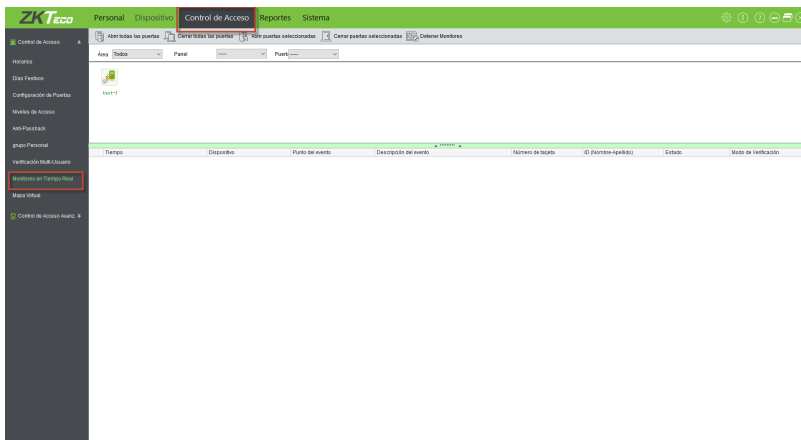 ZKTeco Personal Dispositivo Control de Acceso Reportes Sistema
Control de Acceso
Abrir todas las puertas Cerrar todas las puertas Abrir puertas seleccionadas Cerrar puertas seleccionadas Detener Monitoreo
Área Todos Panel ----- Puert -----
Horarios
Días Festivos
Configuración de Puertas
test-1
Niveles de Acceso
Anti-Passback
grupo Personal
Tiempo Dispositivo Punto del evento Descripción del evento Número de tarjeta ID (Nombre-Apellido) Estado Modo de Verificación
Verificación Multi-Usuario
Monitoreo en Tiempo Real
Mapa Virtual
Control de Acceso Avanz.